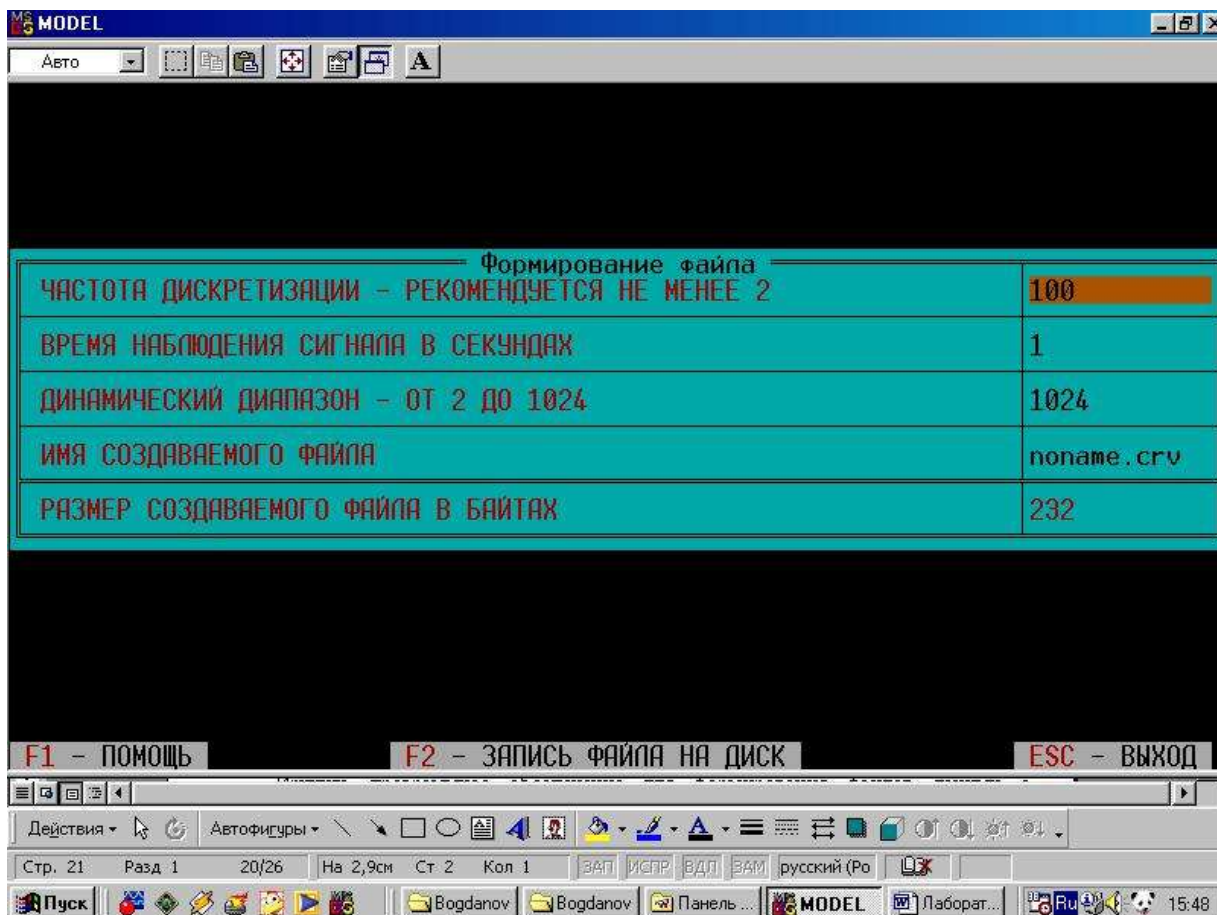 MODEL
Авто
A
Формирование файла
ЧАСТОТА ДИСКРЕТИЗАЦИИ - РЕКОМЕНДУЕТСЯ НЕ МЕНЕЕ 2 100
ВРЕМЯ НАБЛЮДЕНИЯ СИГНАЛА В СЕКУНДАХ 1
ДИНАМИЧЕСКИЙ ДИАПАЗОН - ОТ 2 ДО 1024 1024
ИМЯ СОЗДАВАЕМОГО ФАЙЛА noname.crv
РАЗМЕР СОЗДАВАЕМОГО ФАЙЛА В БАЙТАХ 232
F1 - ПОМОЩЬ F2 - ЗАПИСЬ ФАЙЛА НА ДИСК ESC - ВЫХОД
Действия Автофигуры
Стр. 21 Разд 1 20/26 На 2,9см Ст 2 Кол 1 ЗАП ИСПР ВДЛ ЗАМ русский (Ро
Пуск Bogdanov Bogdanov Панель ... MODEL Лаборат... Ru 15:48